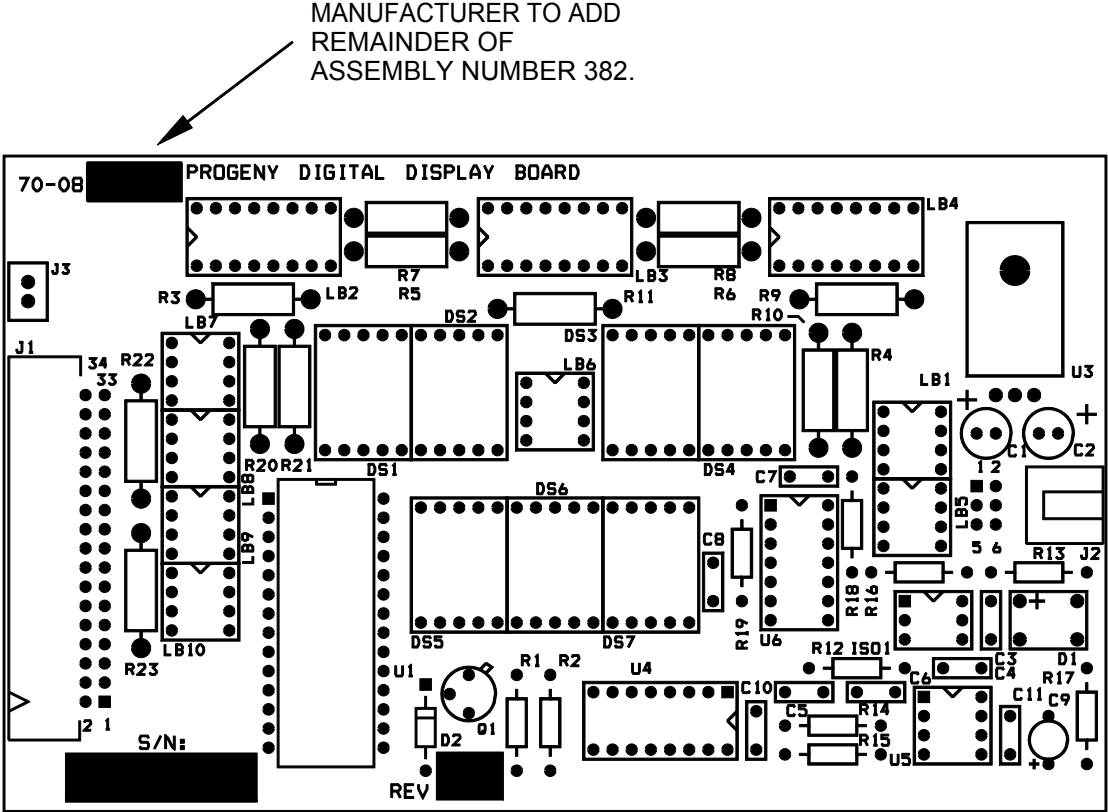 MANUFACTURER TO ADD
REMAINDER OF
ASSEMBLY NUMBER 382.
70-08
PROGENY DIGITAL DISPLAY BOARD
LB4
J3
R7
R5
LB3
R8
R6
R3
LB2
R11
R9
LB7
DS2
DS3
R10
J1
34
33
R22
LB6
R4
LB1
U3
R20
R21
DS1
DS4
C7
C1
C2
1 2
LB8
LB9
DS6
C8
LB5
5 6
R13
J2
R19
U6
R18
R16
R23
LB10
DS5
DS7
U1
R1
R2
U4
R12
ISO1
C6
C3
C4
D1
R17
C10
C5
R14
C11
C9
2 1
S/N:
Q1
D2
R15
U5
REV